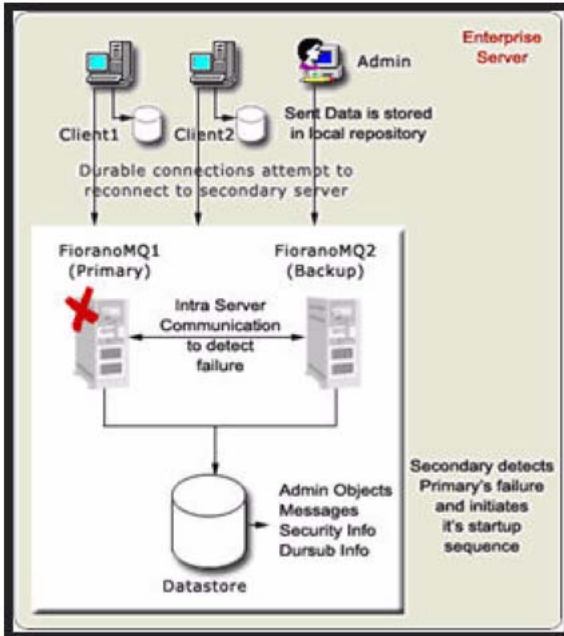 Enterprise
Server
Admin
Sent Data is stored
in local repository
Client1
Client2
Durable connections attempt to
reconnect to secondary server
FioranoMQ1
(Primary)
FioranoMQ2
(Backup)
Intra Server
Communication
to detect
failure
Secondary detects
Primary's failure
and initiates
it's startup
sequence
Admin Objects
Messages
Security Info
Dursub Info
Datastore